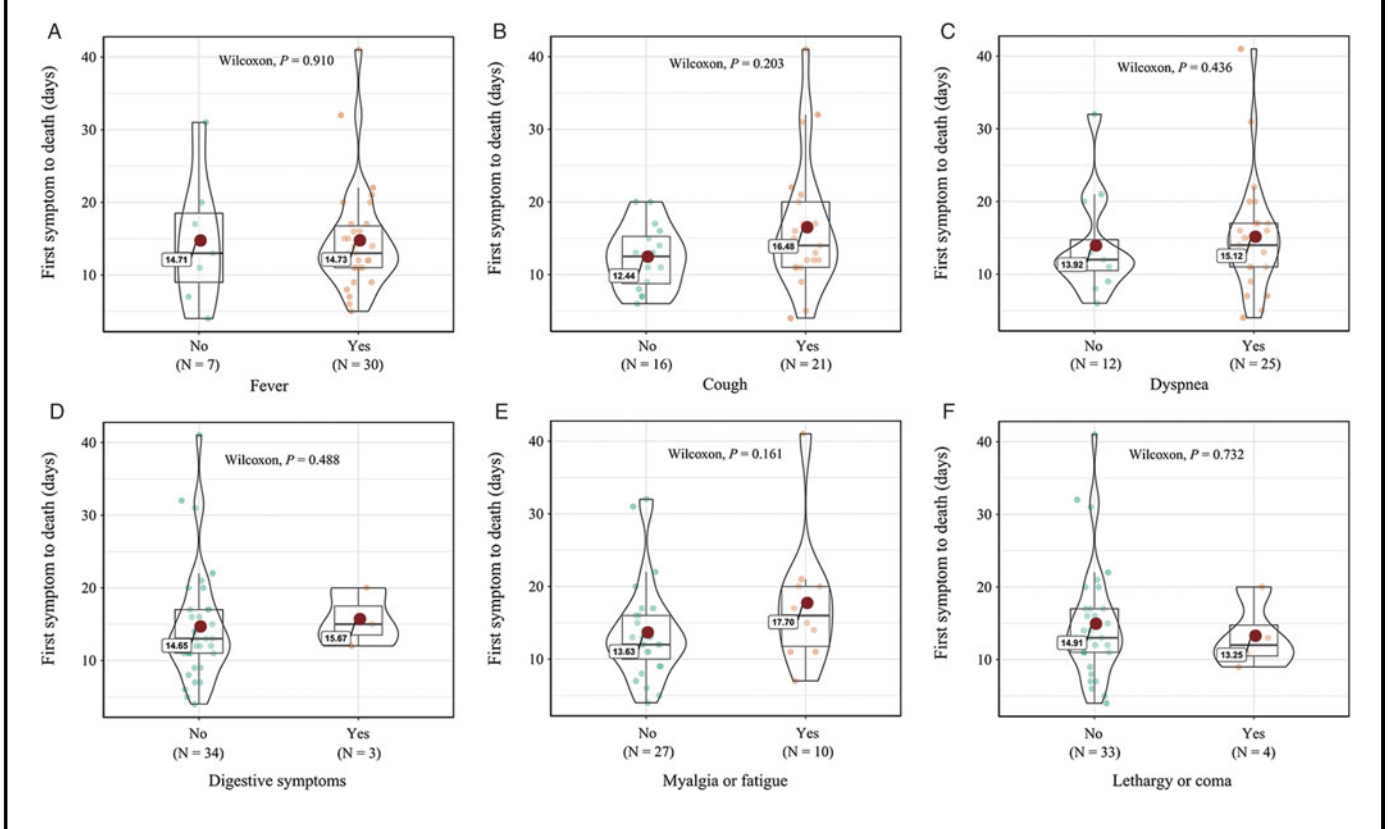 A
First symptom to death (days)
40
30
20
10
Wilcoxon, P = 0.910
14.71
14.73
No
(N = 7)
Yes
(N = 30)
Fever
B
First symptom to death (days)
40
30
20
10
Wilcoxon, P = 0.203
12.44
16.48
No
(N = 16)
Yes
(N = 21)
Cough
C
First symptom to death (days)
40
30
20
10
Wilcoxon, P = 0.436
13.92
15.12
No
(N = 12)
Yes
(N = 25)
Dyspnea
D
First symptom to death (days)
40
30
20
10
Wilcoxon, P = 0.488
14.65
15.67
No
(N = 34)
Yes
(N = 3)
Digestive symptoms
E
First symptom to death (days)
40
30
20
10
Wilcoxon, P = 0.161
13.63
17.70
No
(N = 27)
Yes
(N = 10)
Myalgia or fatigue
F
First symptom to death (days)
40
30
20
10
Wilcoxon, P = 0.732
14.91
13.25
No
(N = 33)
Yes
(N = 4)
Lethargy or coma